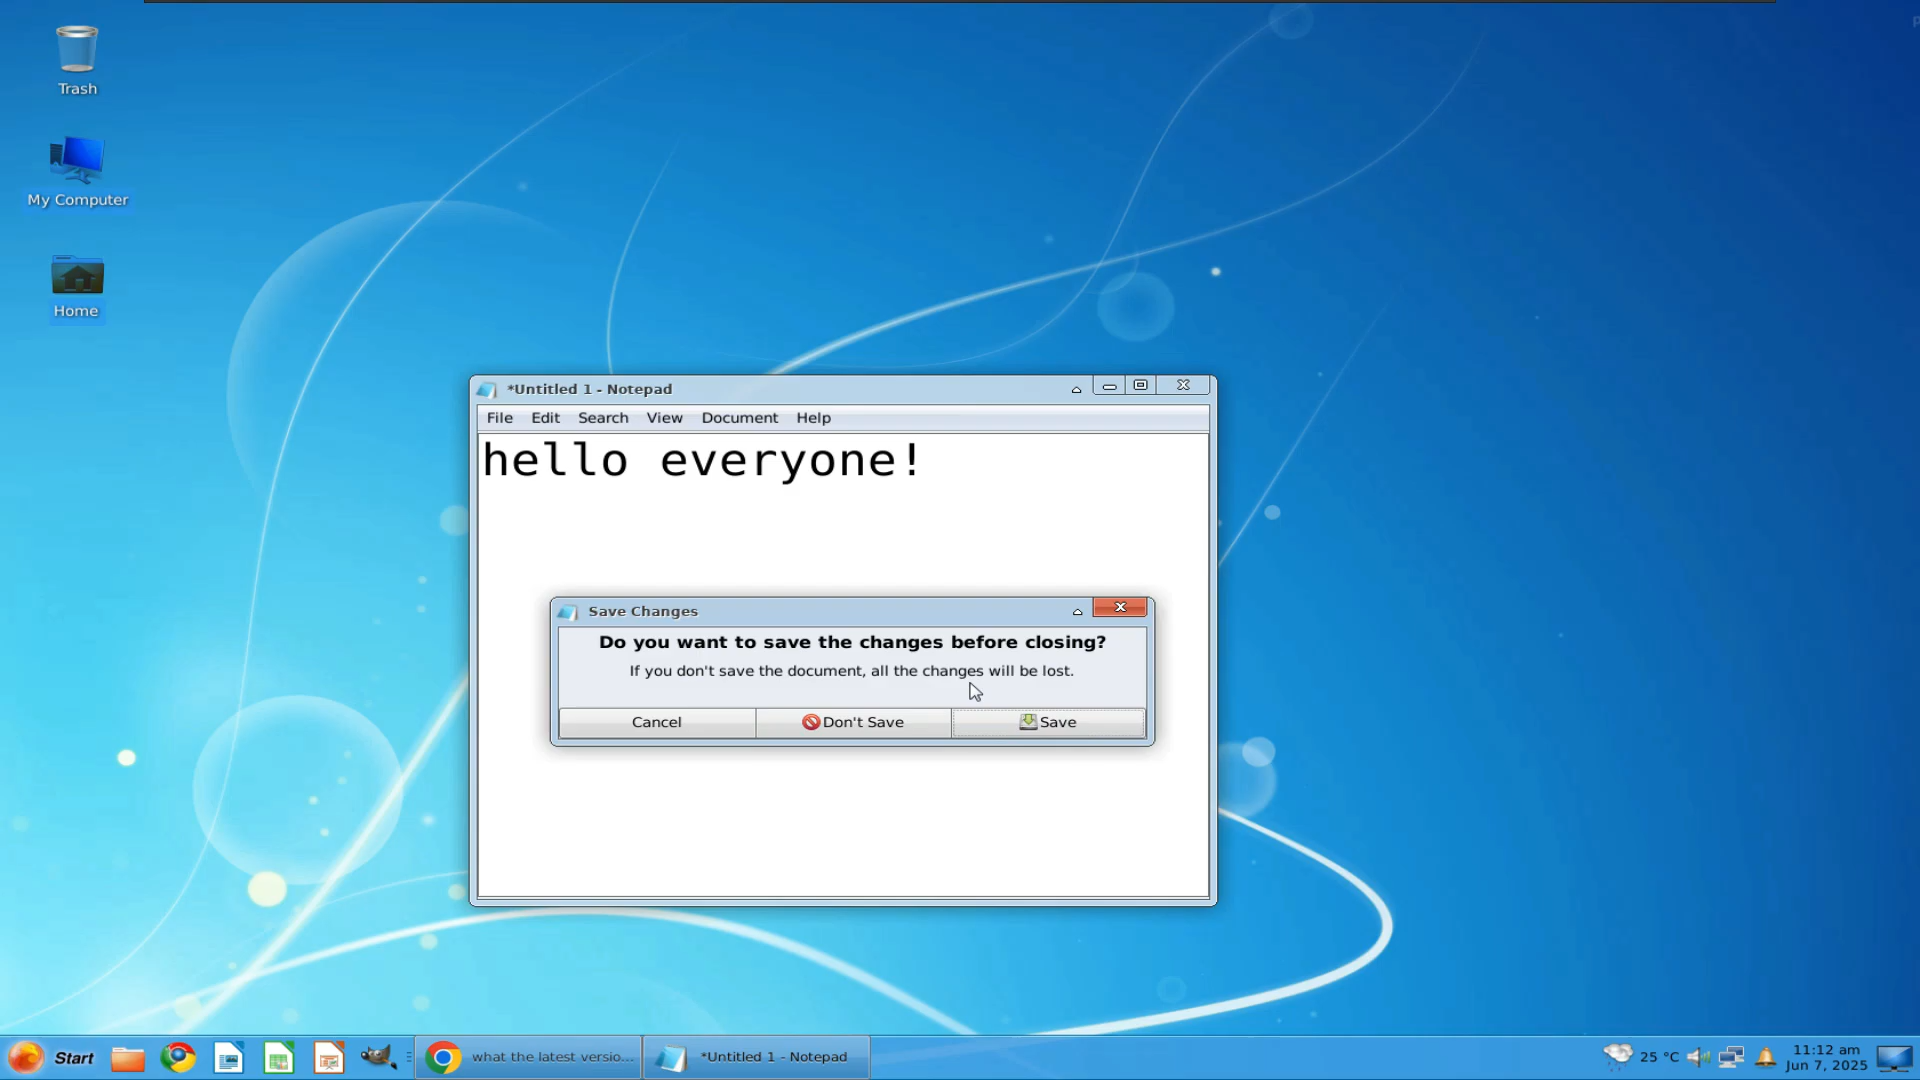 Trash
My Computer
Home
*Untitled 1 - Notepad
File Edit Search View Document Help
hello everyone!
Save Changes
Do you want to save the changes before closing?
If you don't save the document, all the changes will be lost.
Cancel Don't Save Save
Start what the latest versio... *Untitled 1 - Notepad 25 °C 11:12 am
Jun 7, 2025